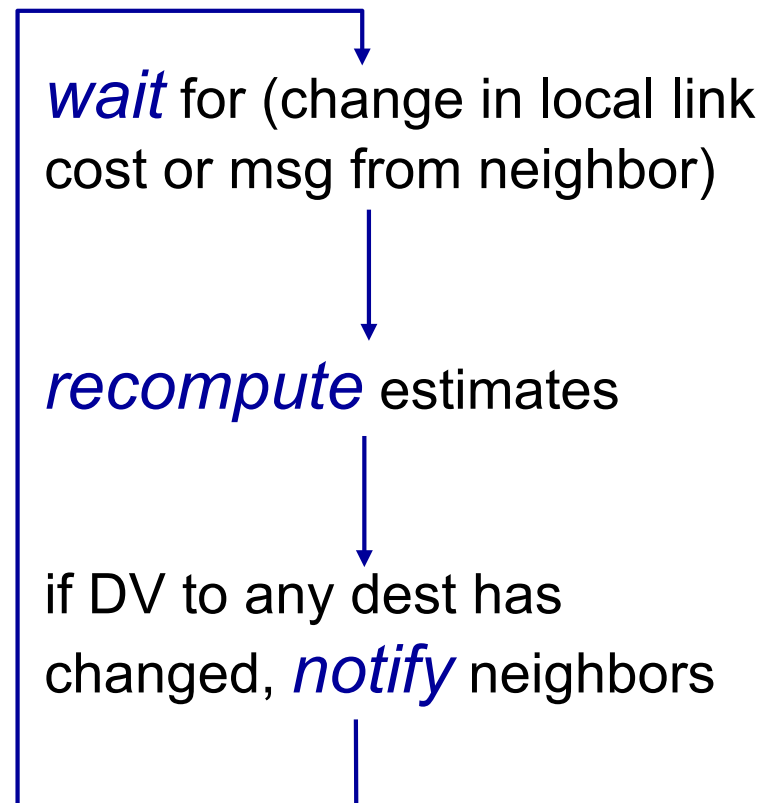 wait for (change in local link
cost or msg from neighbor)
recompute estimates
if DV to any dest has
changed, notify neighbors